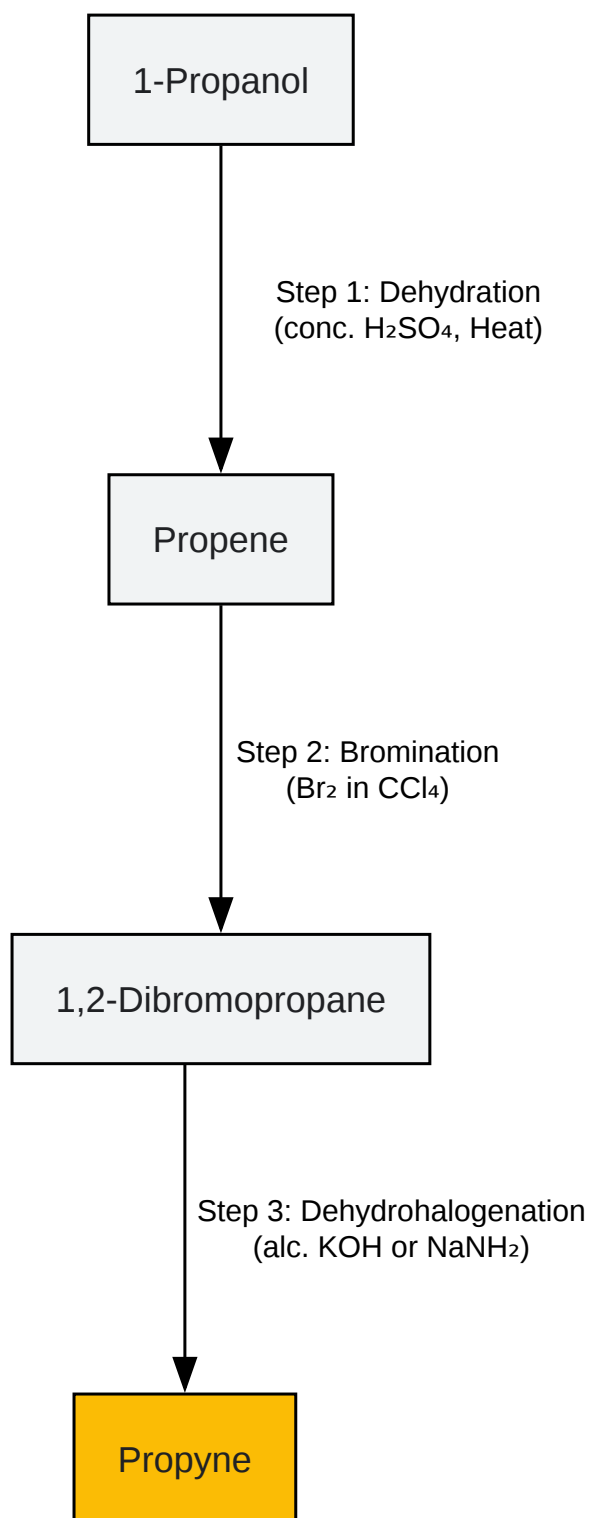 1-Propanol
Step 1: Dehydration
(conc. H₂SO₄, Heat)
Propene
Step 2: Bromination
(Br₂ in CCl₄)
1,2-Dibromopropane
Step 3: Dehydrohalogenation
(alc. KOH or NaNH₂)
Propyne